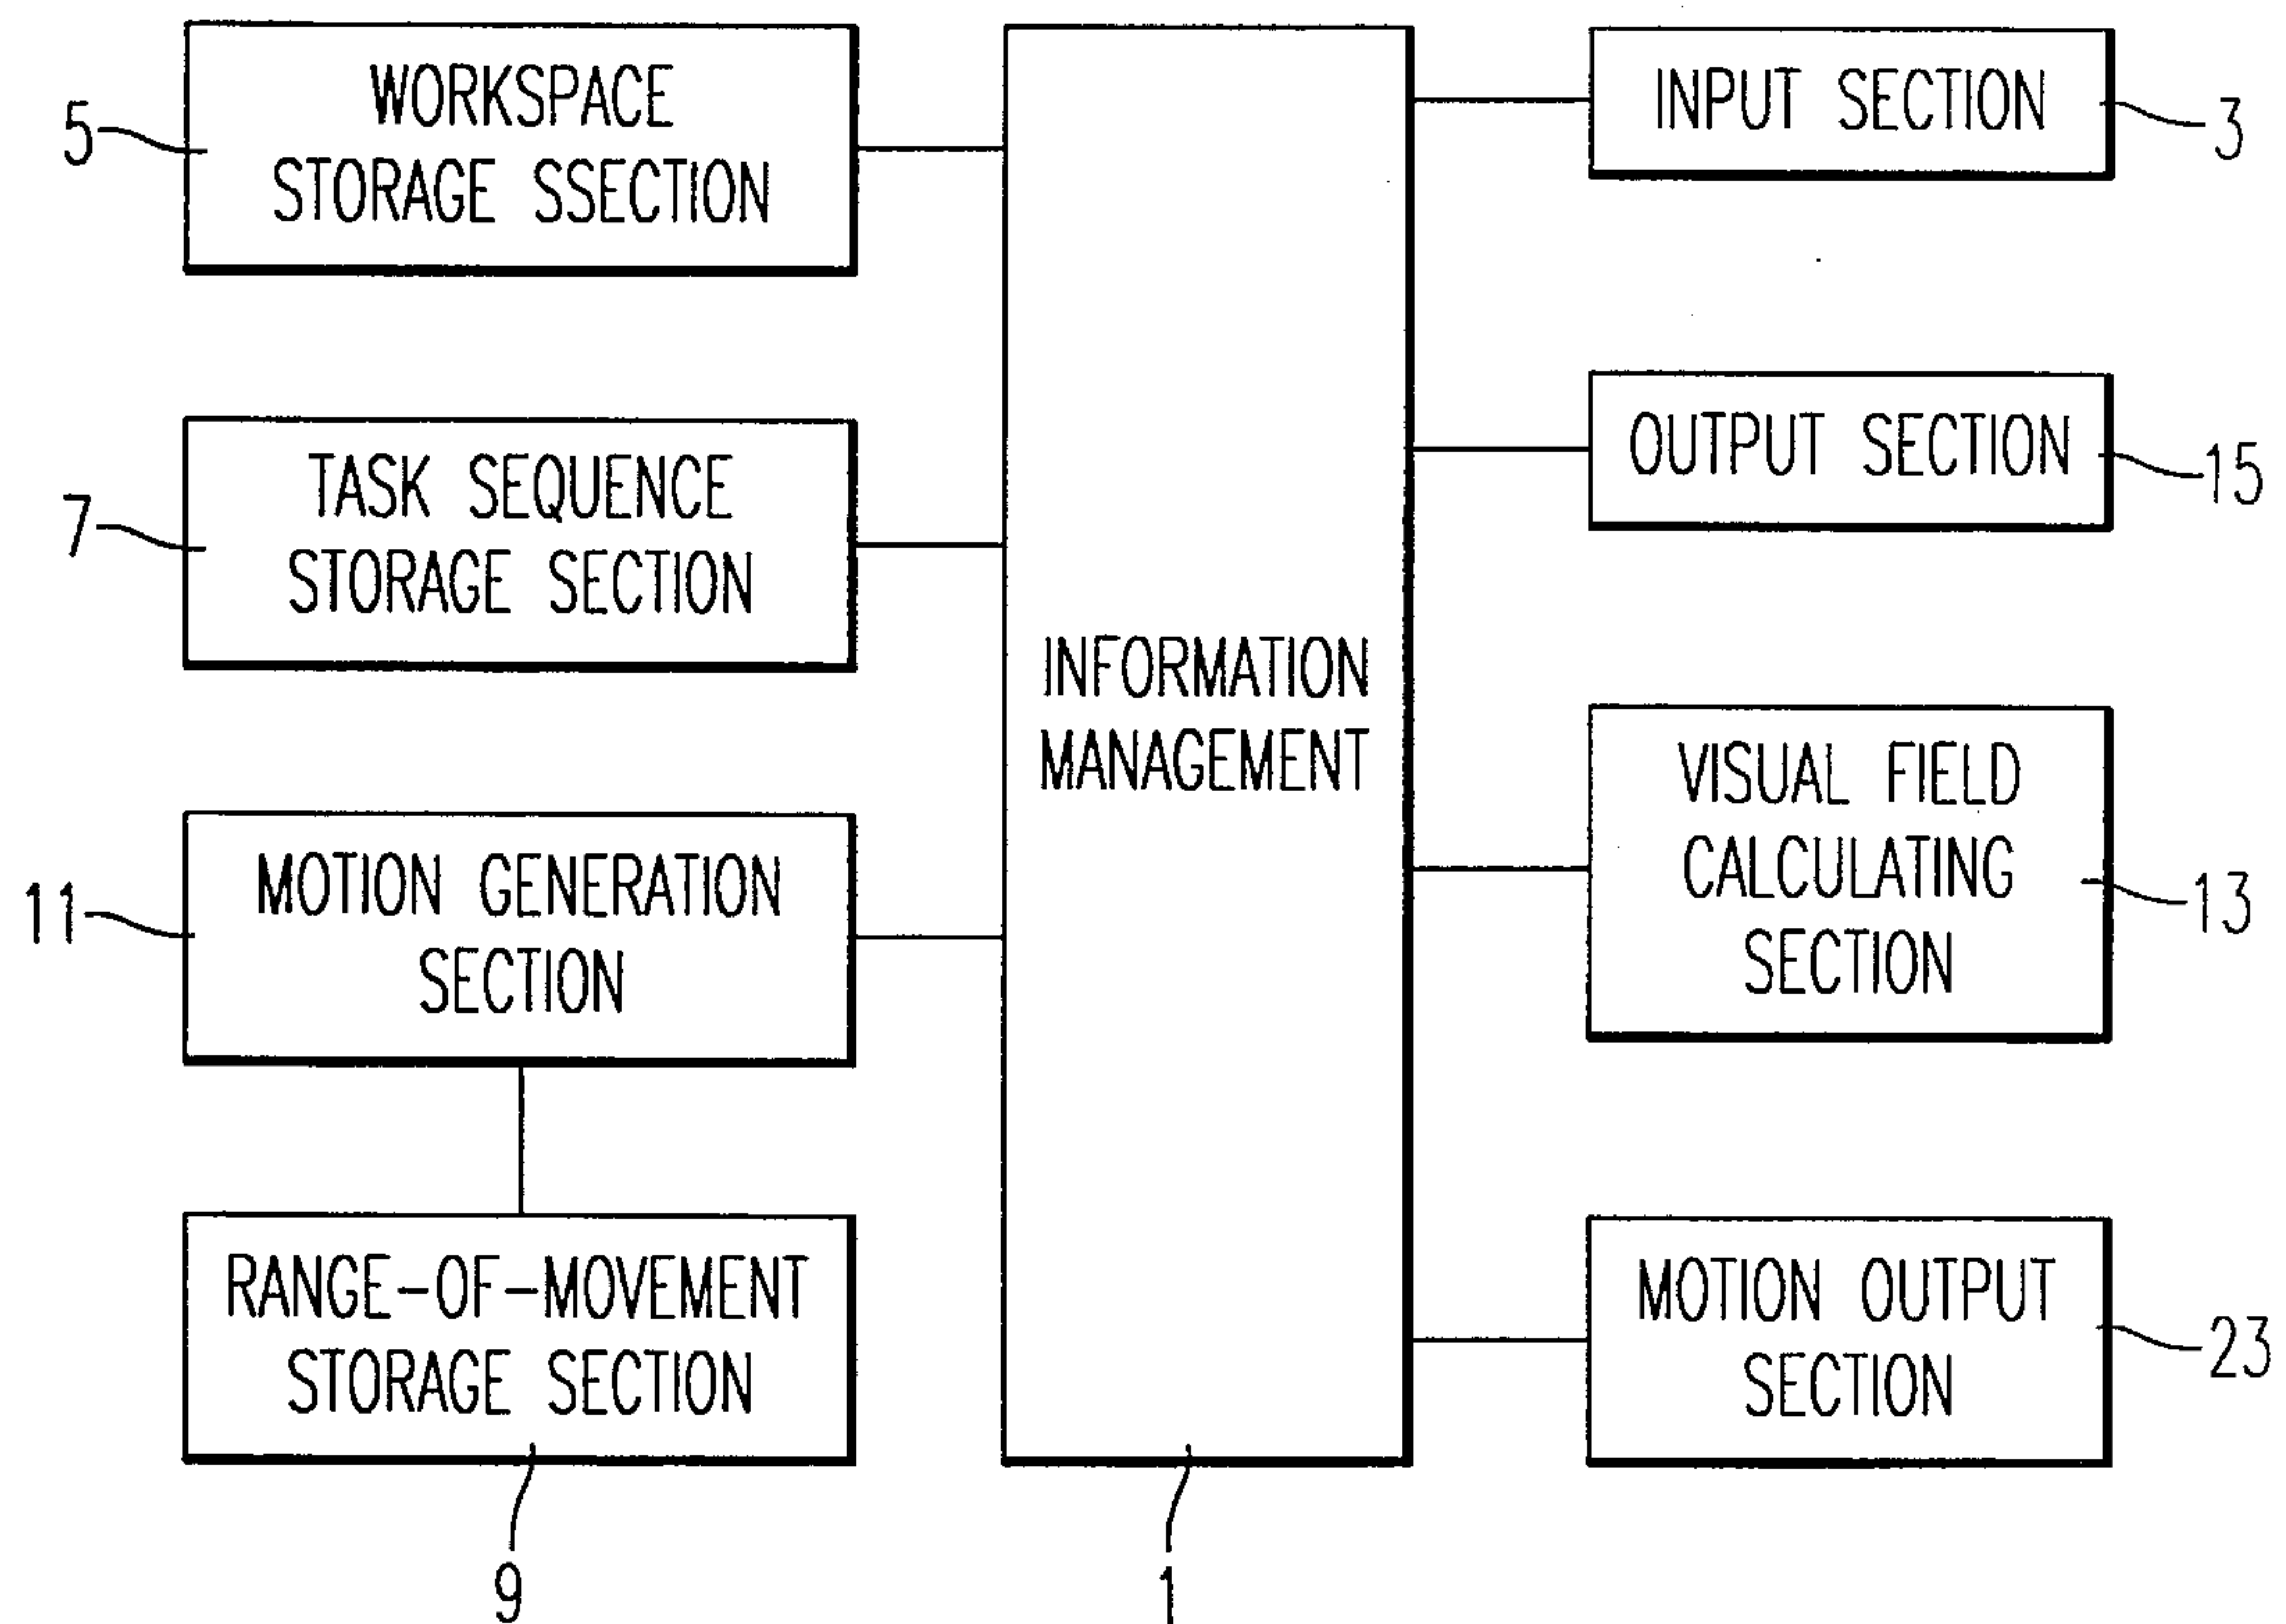 WORKSPACE
STORAGE SSECTION
5
TASK SEQUENCE
STORAGE SECTION
7
MOTION GENERATION
SECTION
11
RANGE-OF-MOVEMENT
STORAGE SECTION
9
INFORMATION
MANAGEMENT
1
INPUT SECTION
3
OUTPUT SECTION
15
VISUAL FIELD
CALCULATING
SECTION
13
MOTION OUTPUT
SECTION
23